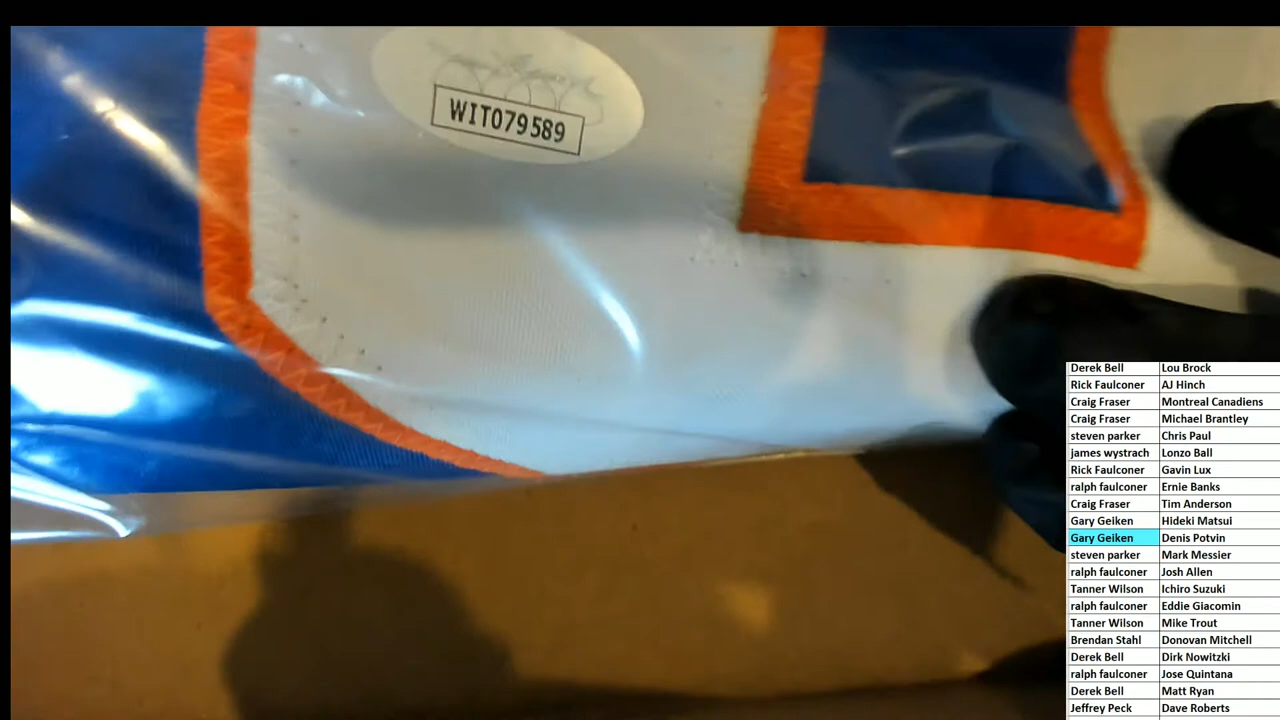 WIT079589
Derek Bell Lou Brock
Rick Faulconer AJ Hinch
Craig Fraser Montreal Canadiens
Craig Fraser Michael Brantley
steven parker Chris Paul
james wystrach Lonzo Ball
Rick Faulconer Gavin Lux
ralph faulconer Ernie Banks
Craig Fraser Tim Anderson
Gary Geiken Hideki Matsui
Gary Geiken Denis Potvin
steven parker Mark Messier
ralph faulconer Josh Allen
Tanner Wilson Ichiro Suzuki
ralph faulconer Eddie Giacomin
Tanner Wilson Mike Trout
Brendan Stahl Donovan Mitchell
Derek Bell Dirk Nowitzki
ralph faulconer Jose Quintana
Derek Bell Matt Ryan
Jeffrey Peck Dave Roberts